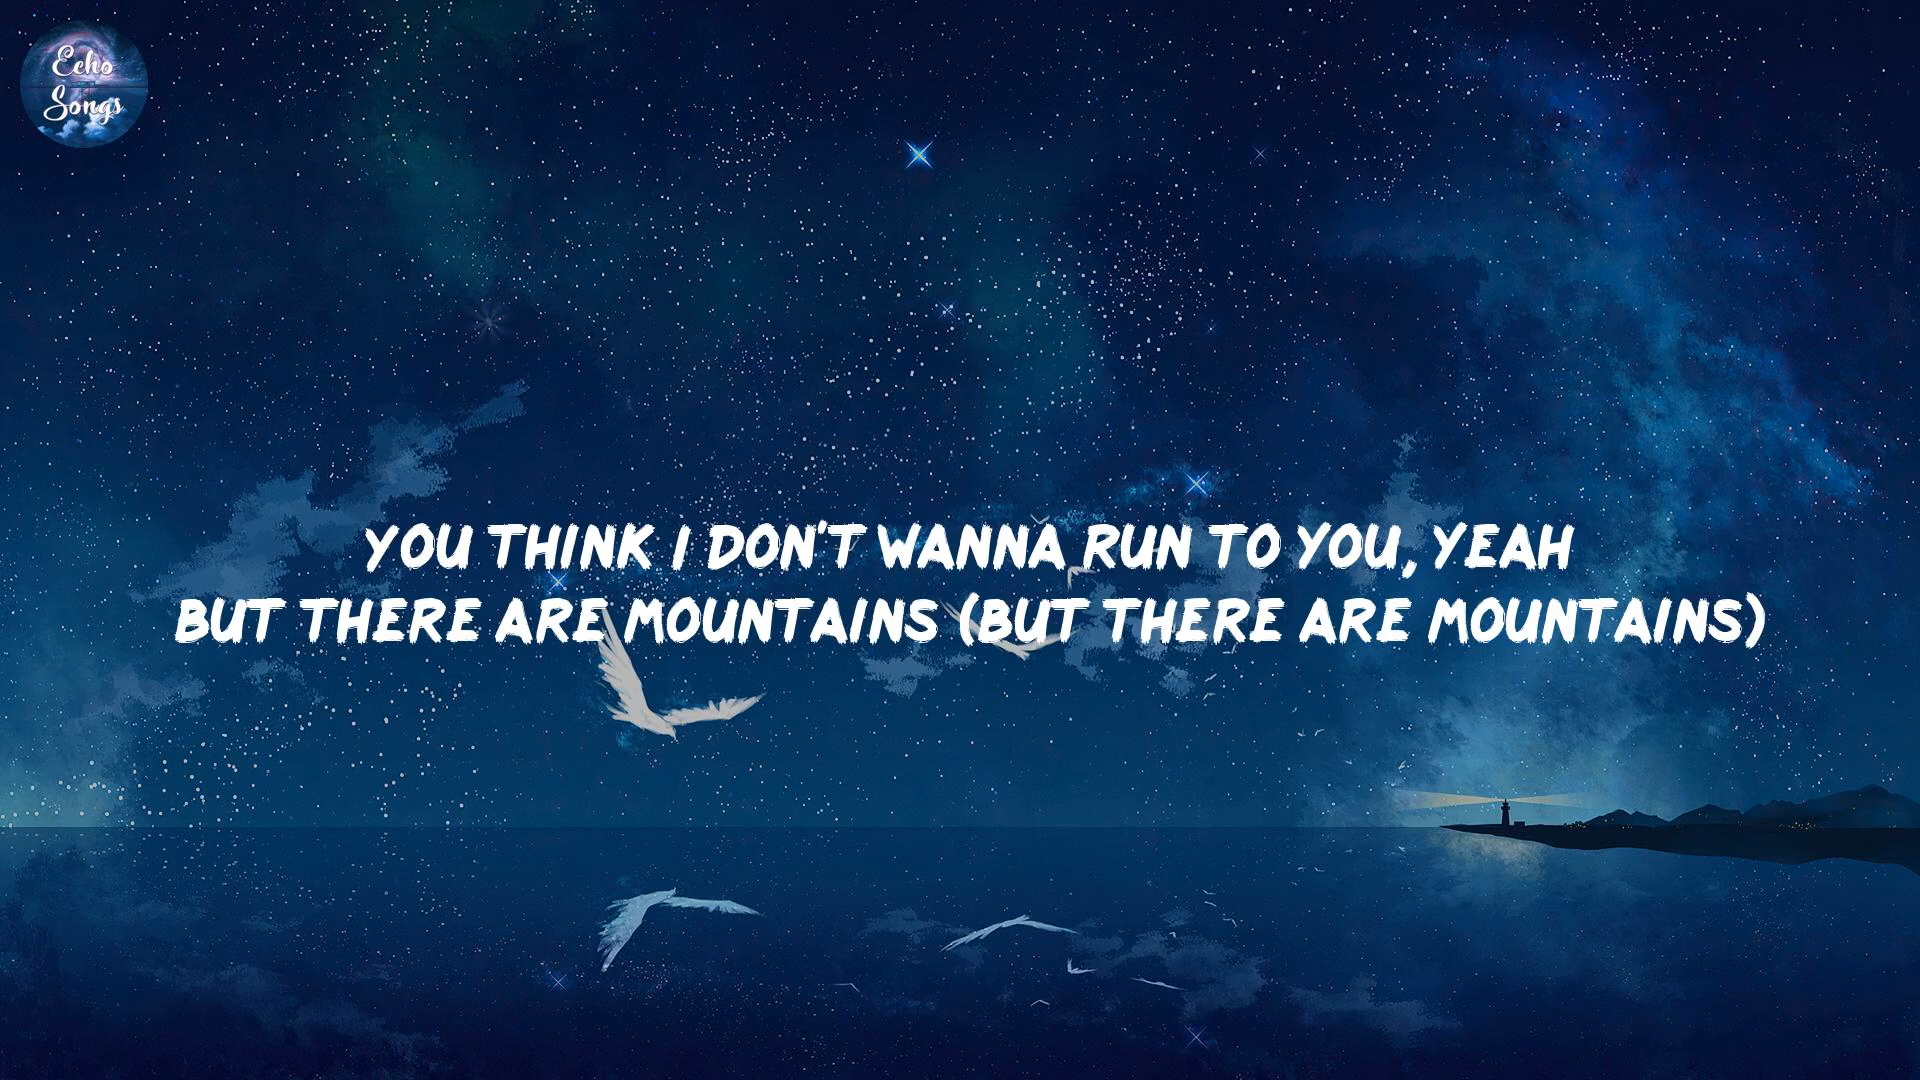 Echo
Songs
YOU THINK I DON'T WANNA RUN TO YOU, YEAH
BUT THERE ARE MOUNTAINS (BUT THERE ARE MOUNTAINS)